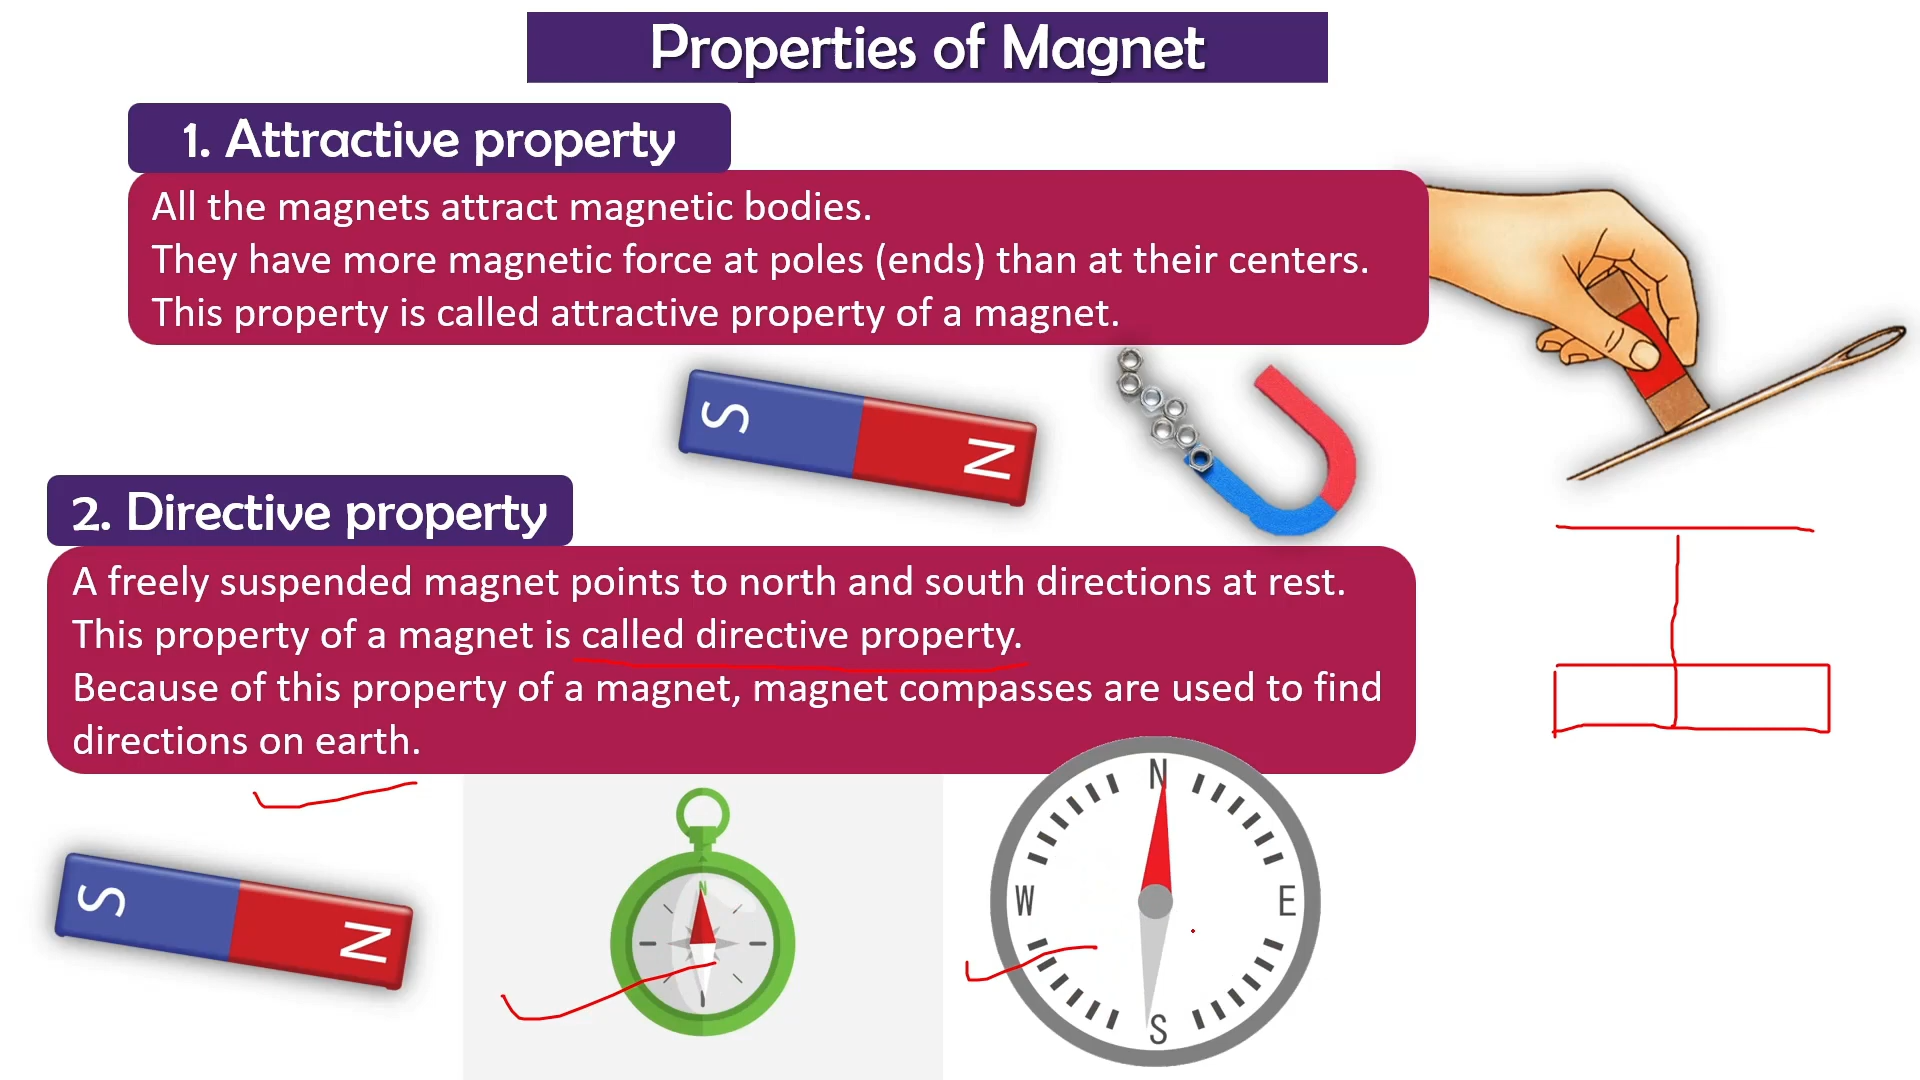 Properties of Magnet
1. Attractive property
All the magnets attract magnetic bodies.
They have more magnetic force at poles (ends) than at their centers.
This property is called attractive property of a magnet.
S N
2. Directive property
A freely suspended magnet points to north and south directions at rest.
This property of a magnet is called directive property.
Because of this property of a magnet, magnet compasses are used to find
directions on earth.
S N
N
N
W E
S